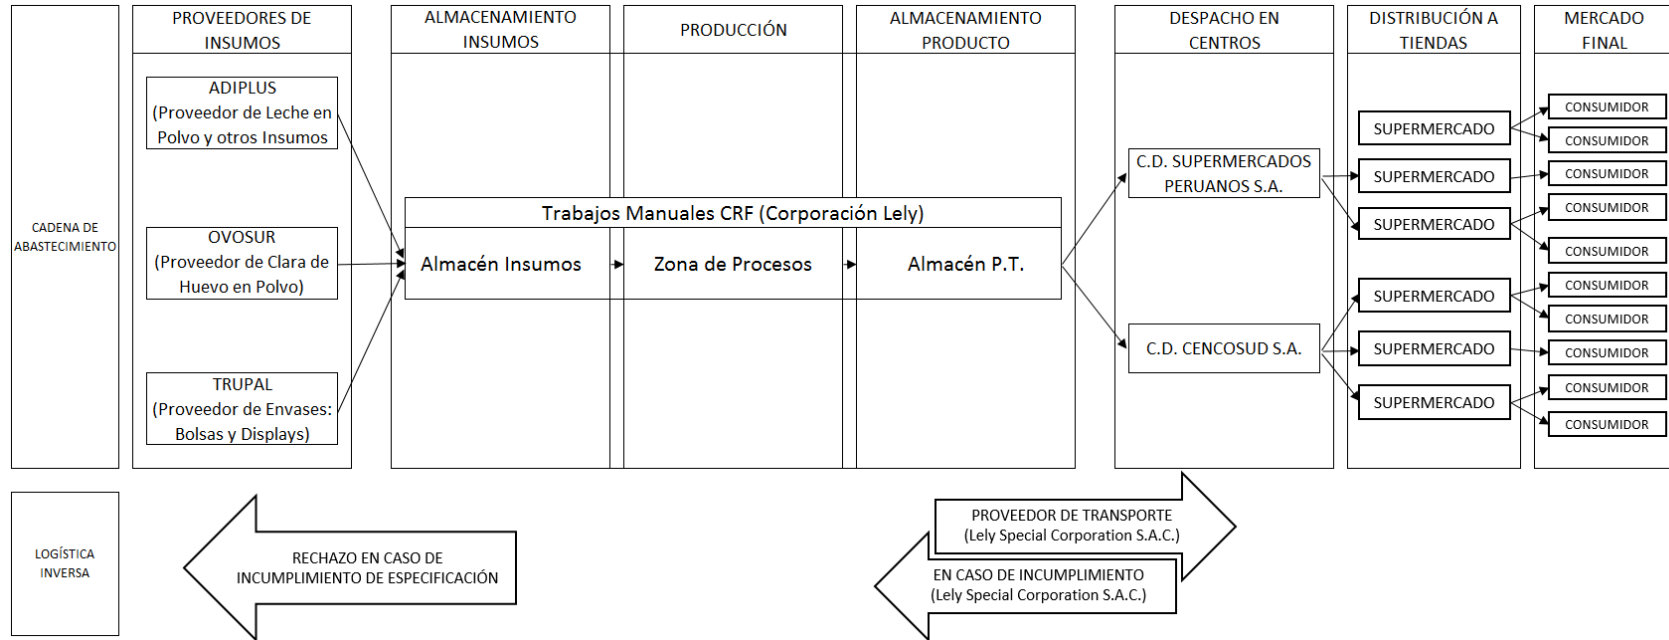 PROVEEDORES DE
INSUMOS
ALMACENAMIENTO
INSUMOS
PRODUCCIÓN
ALMACENAMIENTO
PRODUCTO
DESPACHO EN
CENTROS
DISTRIBUCIÓN A
TIENDAS
MERCADO
FINAL
CADENA DE
ABASTECIMIENTO
ADIPLUS
(Proveedor de Leche en
Polvo y otros Insumos
OVOSUR
(Proveedor de Clara de
Huevo en Polvo)
TRUPAL
(Proveedor de Envases:
Bolsas y Displays)
Trabajos Manuales CRF (Corporación Lely)
Almacén Insumos
Zona de Procesos
Almacén P.T.
C.D. SUPERMERCADOS
PERUANOS S.A.
C.D. CENCOSUD S.A.
SUPERMERCADO
SUPERMERCADO
SUPERMERCADO
SUPERMERCADO
SUPERMERCADO
SUPERMERCADO
CONSUMIDOR
CONSUMIDOR
CONSUMIDOR
CONSUMIDOR
CONSUMIDOR
CONSUMIDOR
CONSUMIDOR
CONSUMIDOR
CONSUMIDOR
CONSUMIDOR
LOGÍSTICA
INVERSA
RECHAZO EN CASO DE
INCUMPLIMIENTO DE ESPECIFICACIÓN
PROVEEDOR DE TRANSPORTE
(Lely Special Corporation S.A.C.)
EN CASO DE INCUMPLIMIENTO
(Lely Special Corporation S.A.C.)